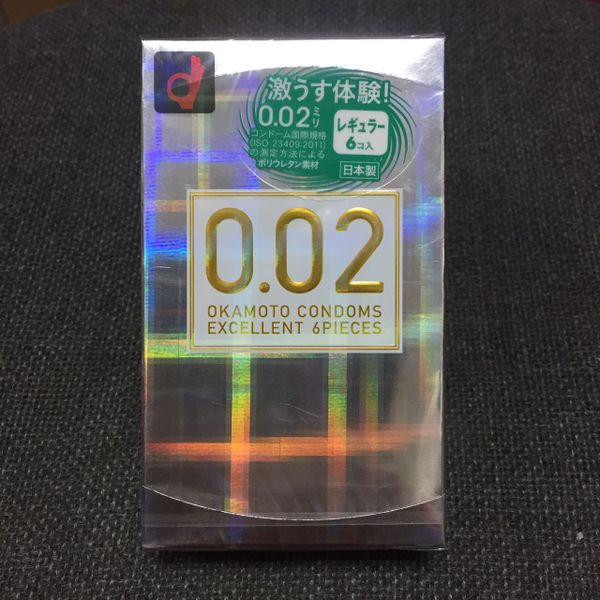 激うす体験!
0.02ミリ
コンドーム国際規格
(ISO 23409:2011)
の測定方法による
ポリウレタン素材
レギュラー
6コ入
日本製
0.02
OKAMOTO CONDOMS
EXCELLENT 6PIECES